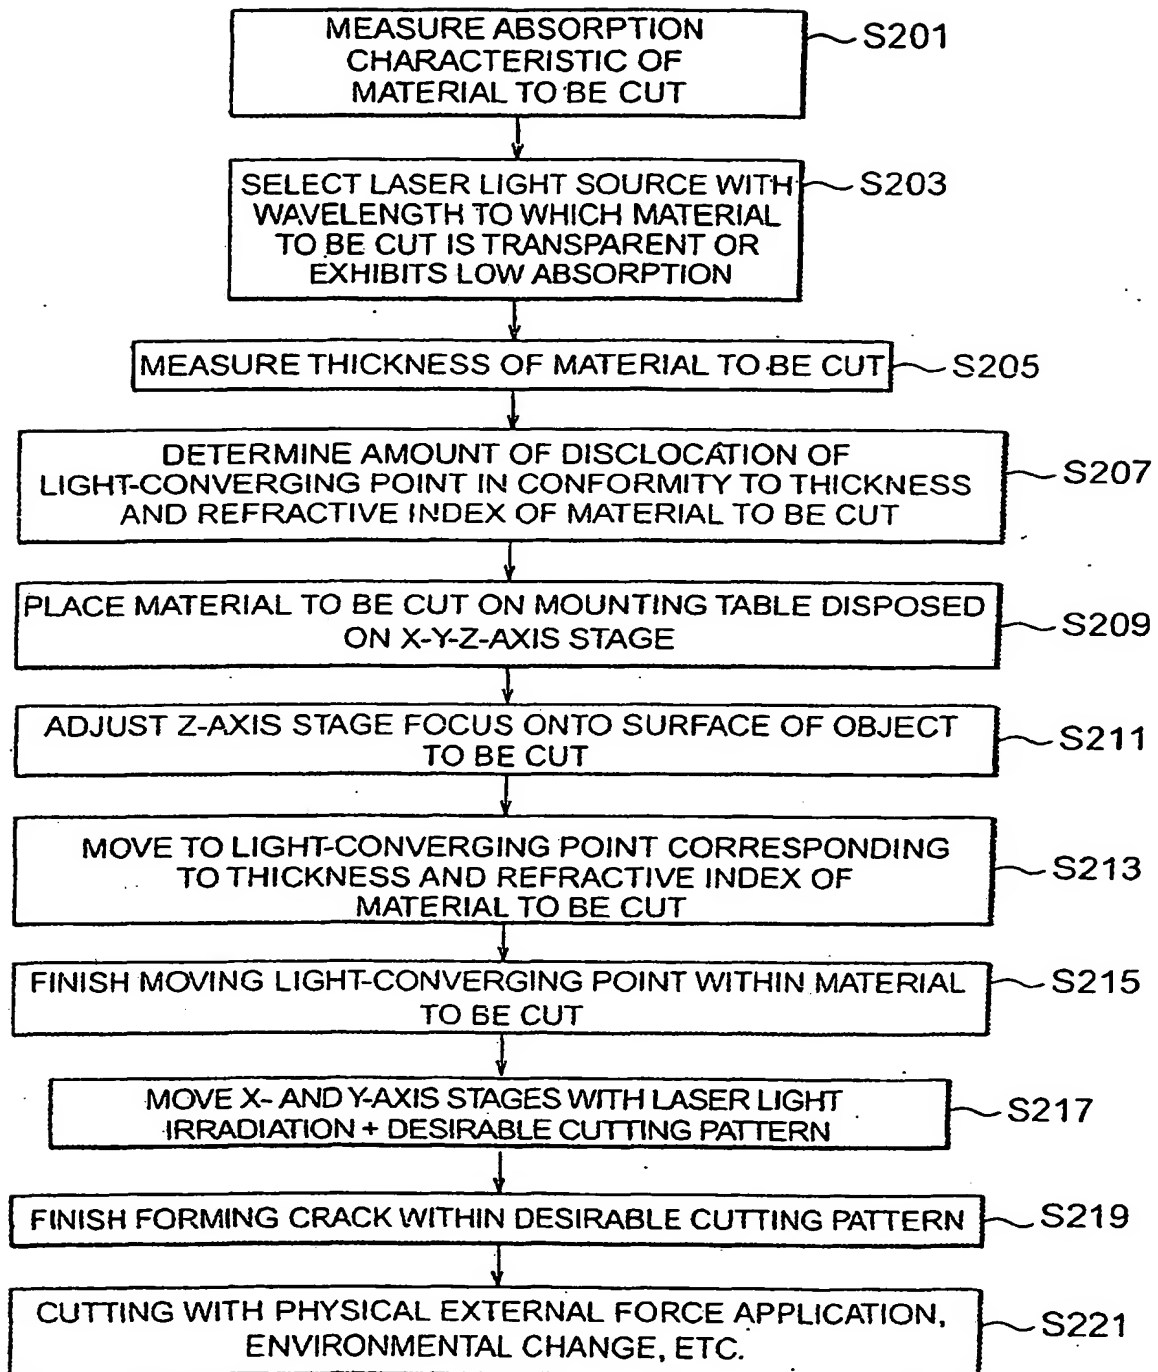 MEASURE ABSORPTION
CHARACTERISTIC OF
MATERIAL TO BE CUT
S201
SELECT LASER LIGHT SOURCE WITH
WAVELENGTH TO WHICH MATERIAL
TO BE CUT IS TRANSPARENT OR
EXHIBITS LOW ABSORPTION
S203
MEASURE THICKNESS OF MATERIAL TO BE CUT
S205
DETERMINE AMOUNT OF DISCLOCATION OF
LIGHT-CONVERGING POINT IN CONFORMITY TO THICKNESS
AND REFRACTIVE INDEX OF MATERIAL TO BE CUT
S207
PLACE MATERIAL TO BE CUT ON MOUNTING TABLE DISPOSED
ON X-Y-Z-AXIS STAGE
S209
ADJUST Z-AXIS STAGE FOCUS ONTO SURFACE OF OBJECT
TO BE CUT
S211
MOVE TO LIGHT-CONVERGING POINT CORRESPONDING
TO THICKNESS AND REFRACTIVE INDEX OF
MATERIAL TO BE CUT
S213
FINISH MOVING LIGHT-CONVERGING POINT WITHIN MATERIAL
TO BE CUT
S215
MOVE X- AND Y-AXIS STAGES WITH LASER LIGHT
IRRADIATION + DESIRABLE CUTTING PATTERN
S217
FINISH FORMING CRACK WITHIN DESIRABLE CUTTING PATTERN
S219
CUTTING WITH PHYSICAL EXTERNAL FORCE APPLICATION,
ENVIRONMENTAL CHANGE, ETC.
S221